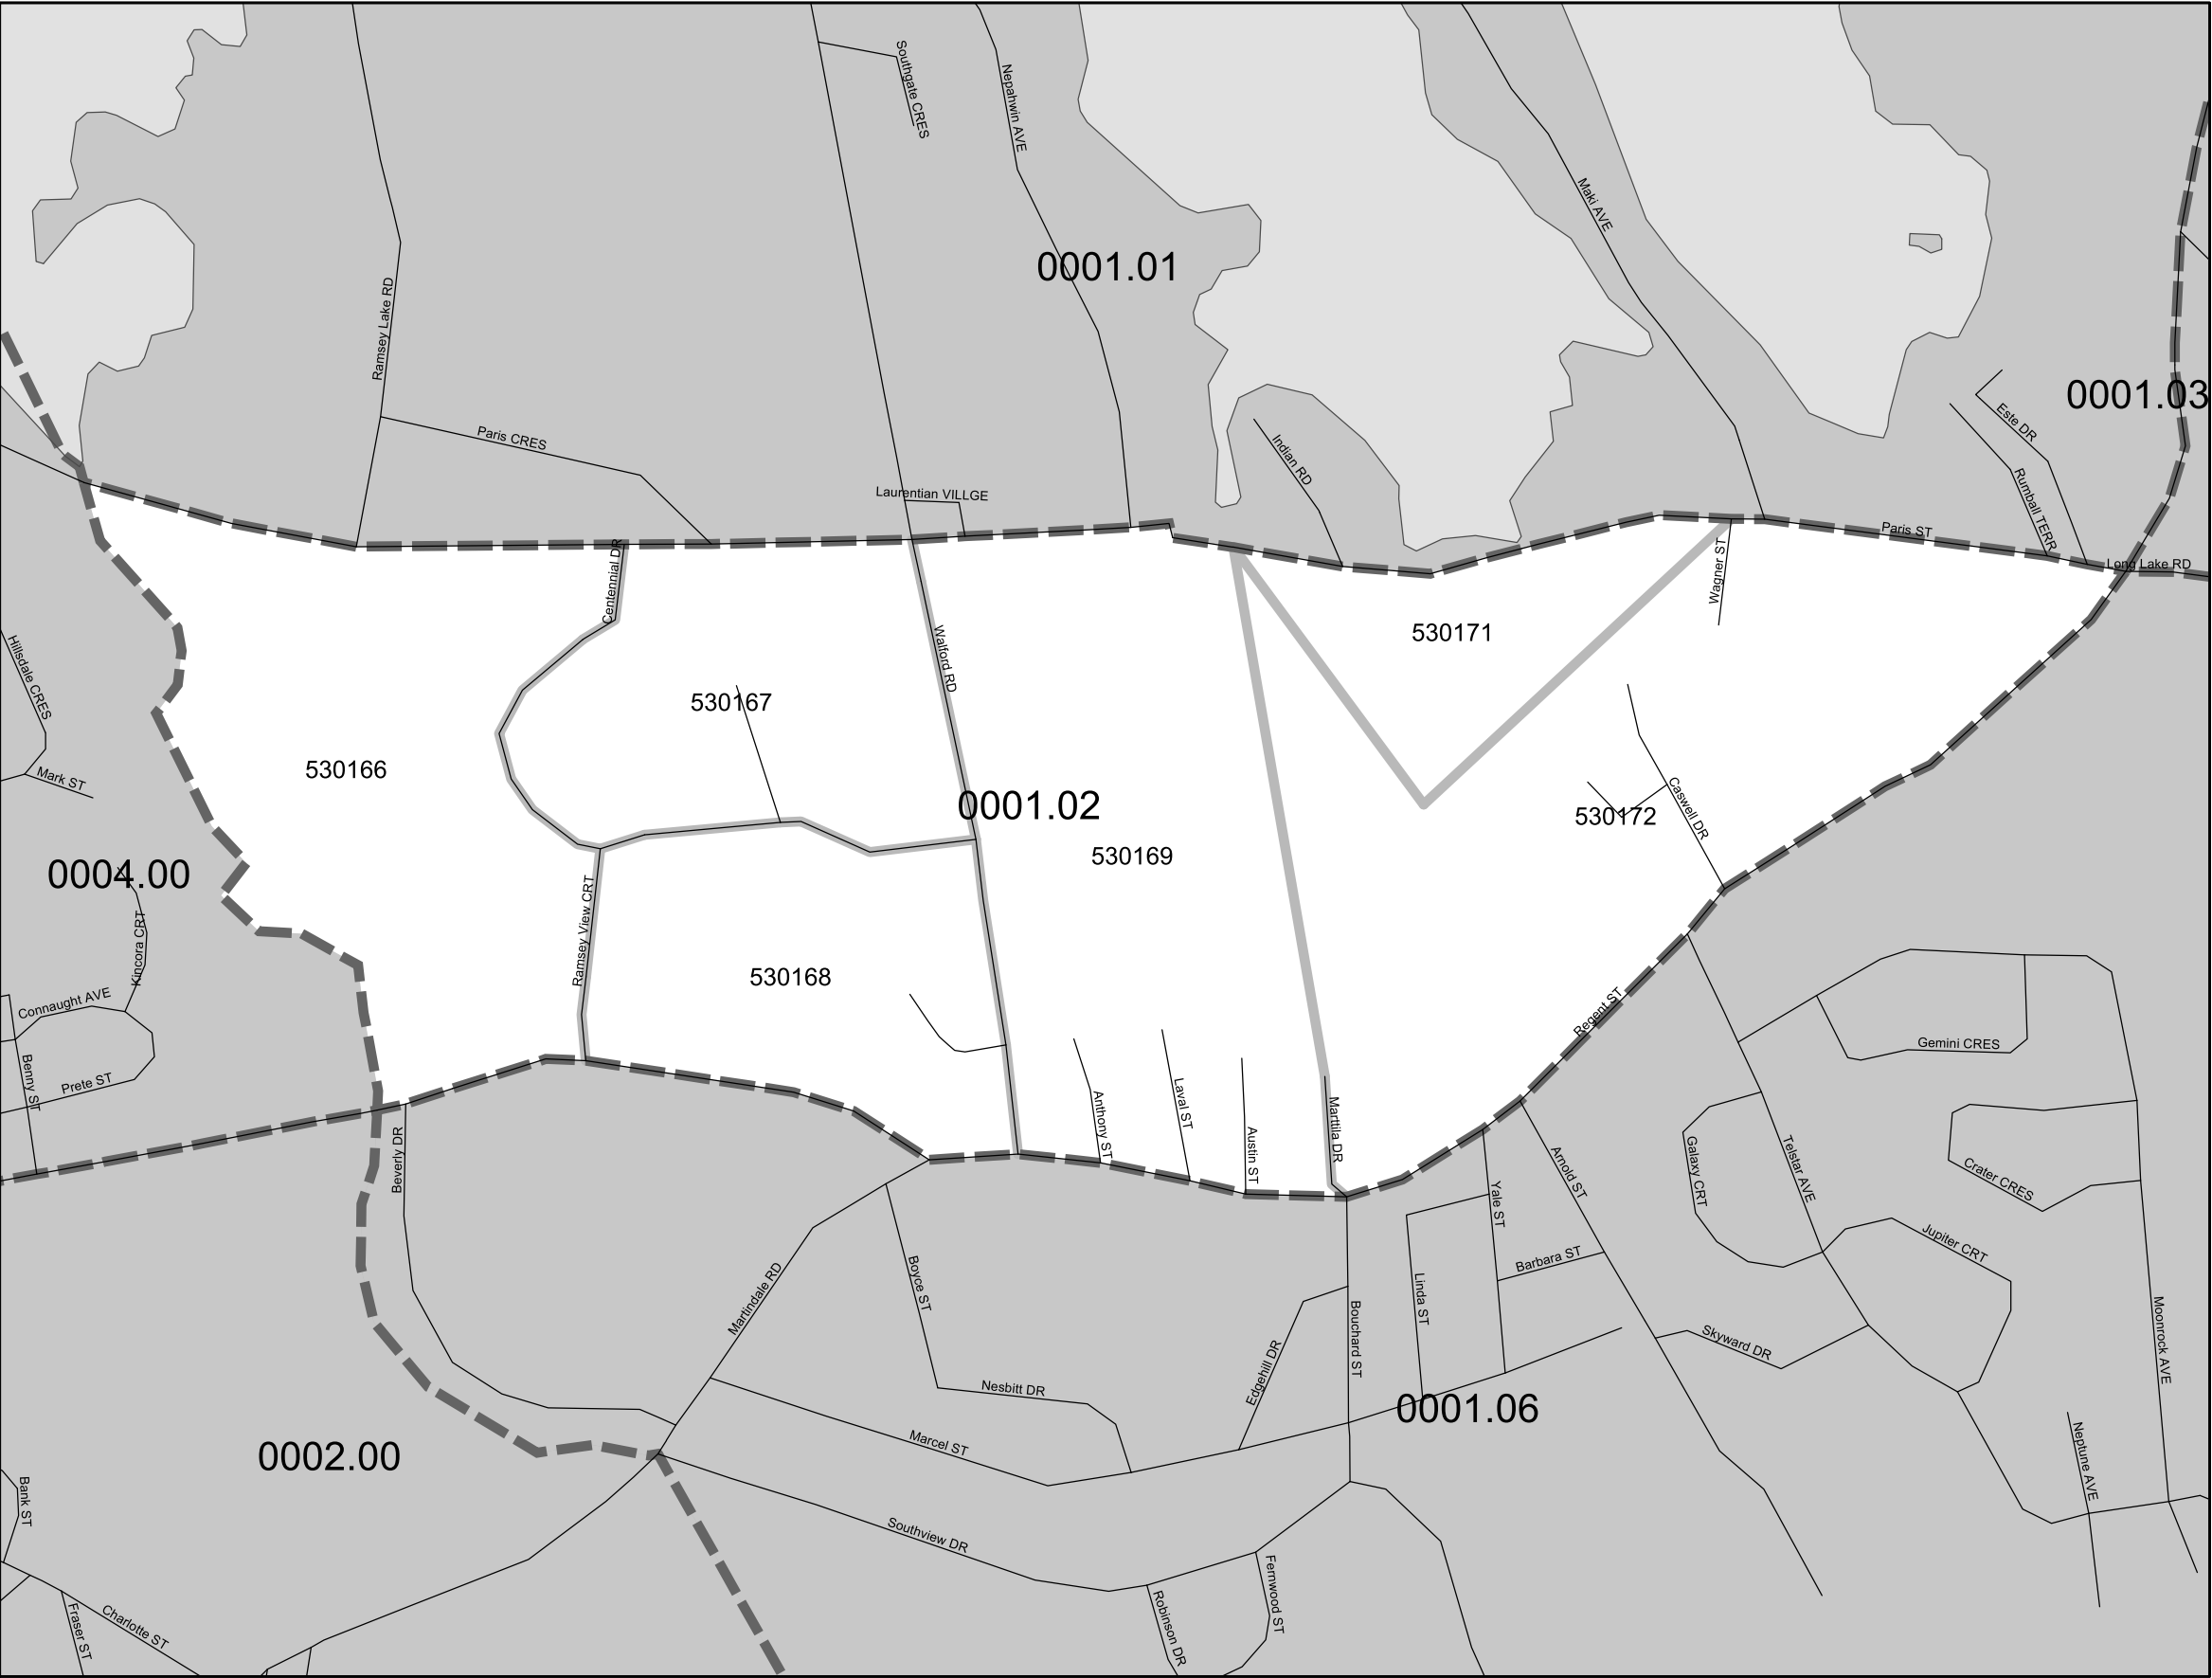 Southgate CRES
Nepahwin AVE
Maki AVE
0001.01
Ramsey Lake RD
0001.03
Este DR
Paris CRES
Indian RD
Rumball TERR
Laurentian VILLGE
Paris ST
Long Lake RD
Centennial DR
Wagner ST
Hillsdale CRES
Walford RD
530171
530167
530166
Mark ST
0001.02
530172
Caswell DR
530169
0004.00
Kincora CRT
Ramsey View CRT
530168
Connaught AVE
Regent ST
Gemini CRES
Benny ST
Prete ST
Anthony ST
Laval ST
Austin ST
Marttila DR
Beverly DR
Arnold ST
Galaxy CRT
Telstar AVE
Crater CRES
Yale ST
Jupiter CRT
Barbara ST
Boyce ST
Martindale RD
Linda ST
Bouchard ST
Moonrock AVE
Skyward DR
Edgehill DR
Nesbitt DR
0001.06
Marcel ST
Neptune AVE
0002.00
Bank ST
Southview DR
Fernwood ST
Robinson DR
Fraser ST
Charlotte ST